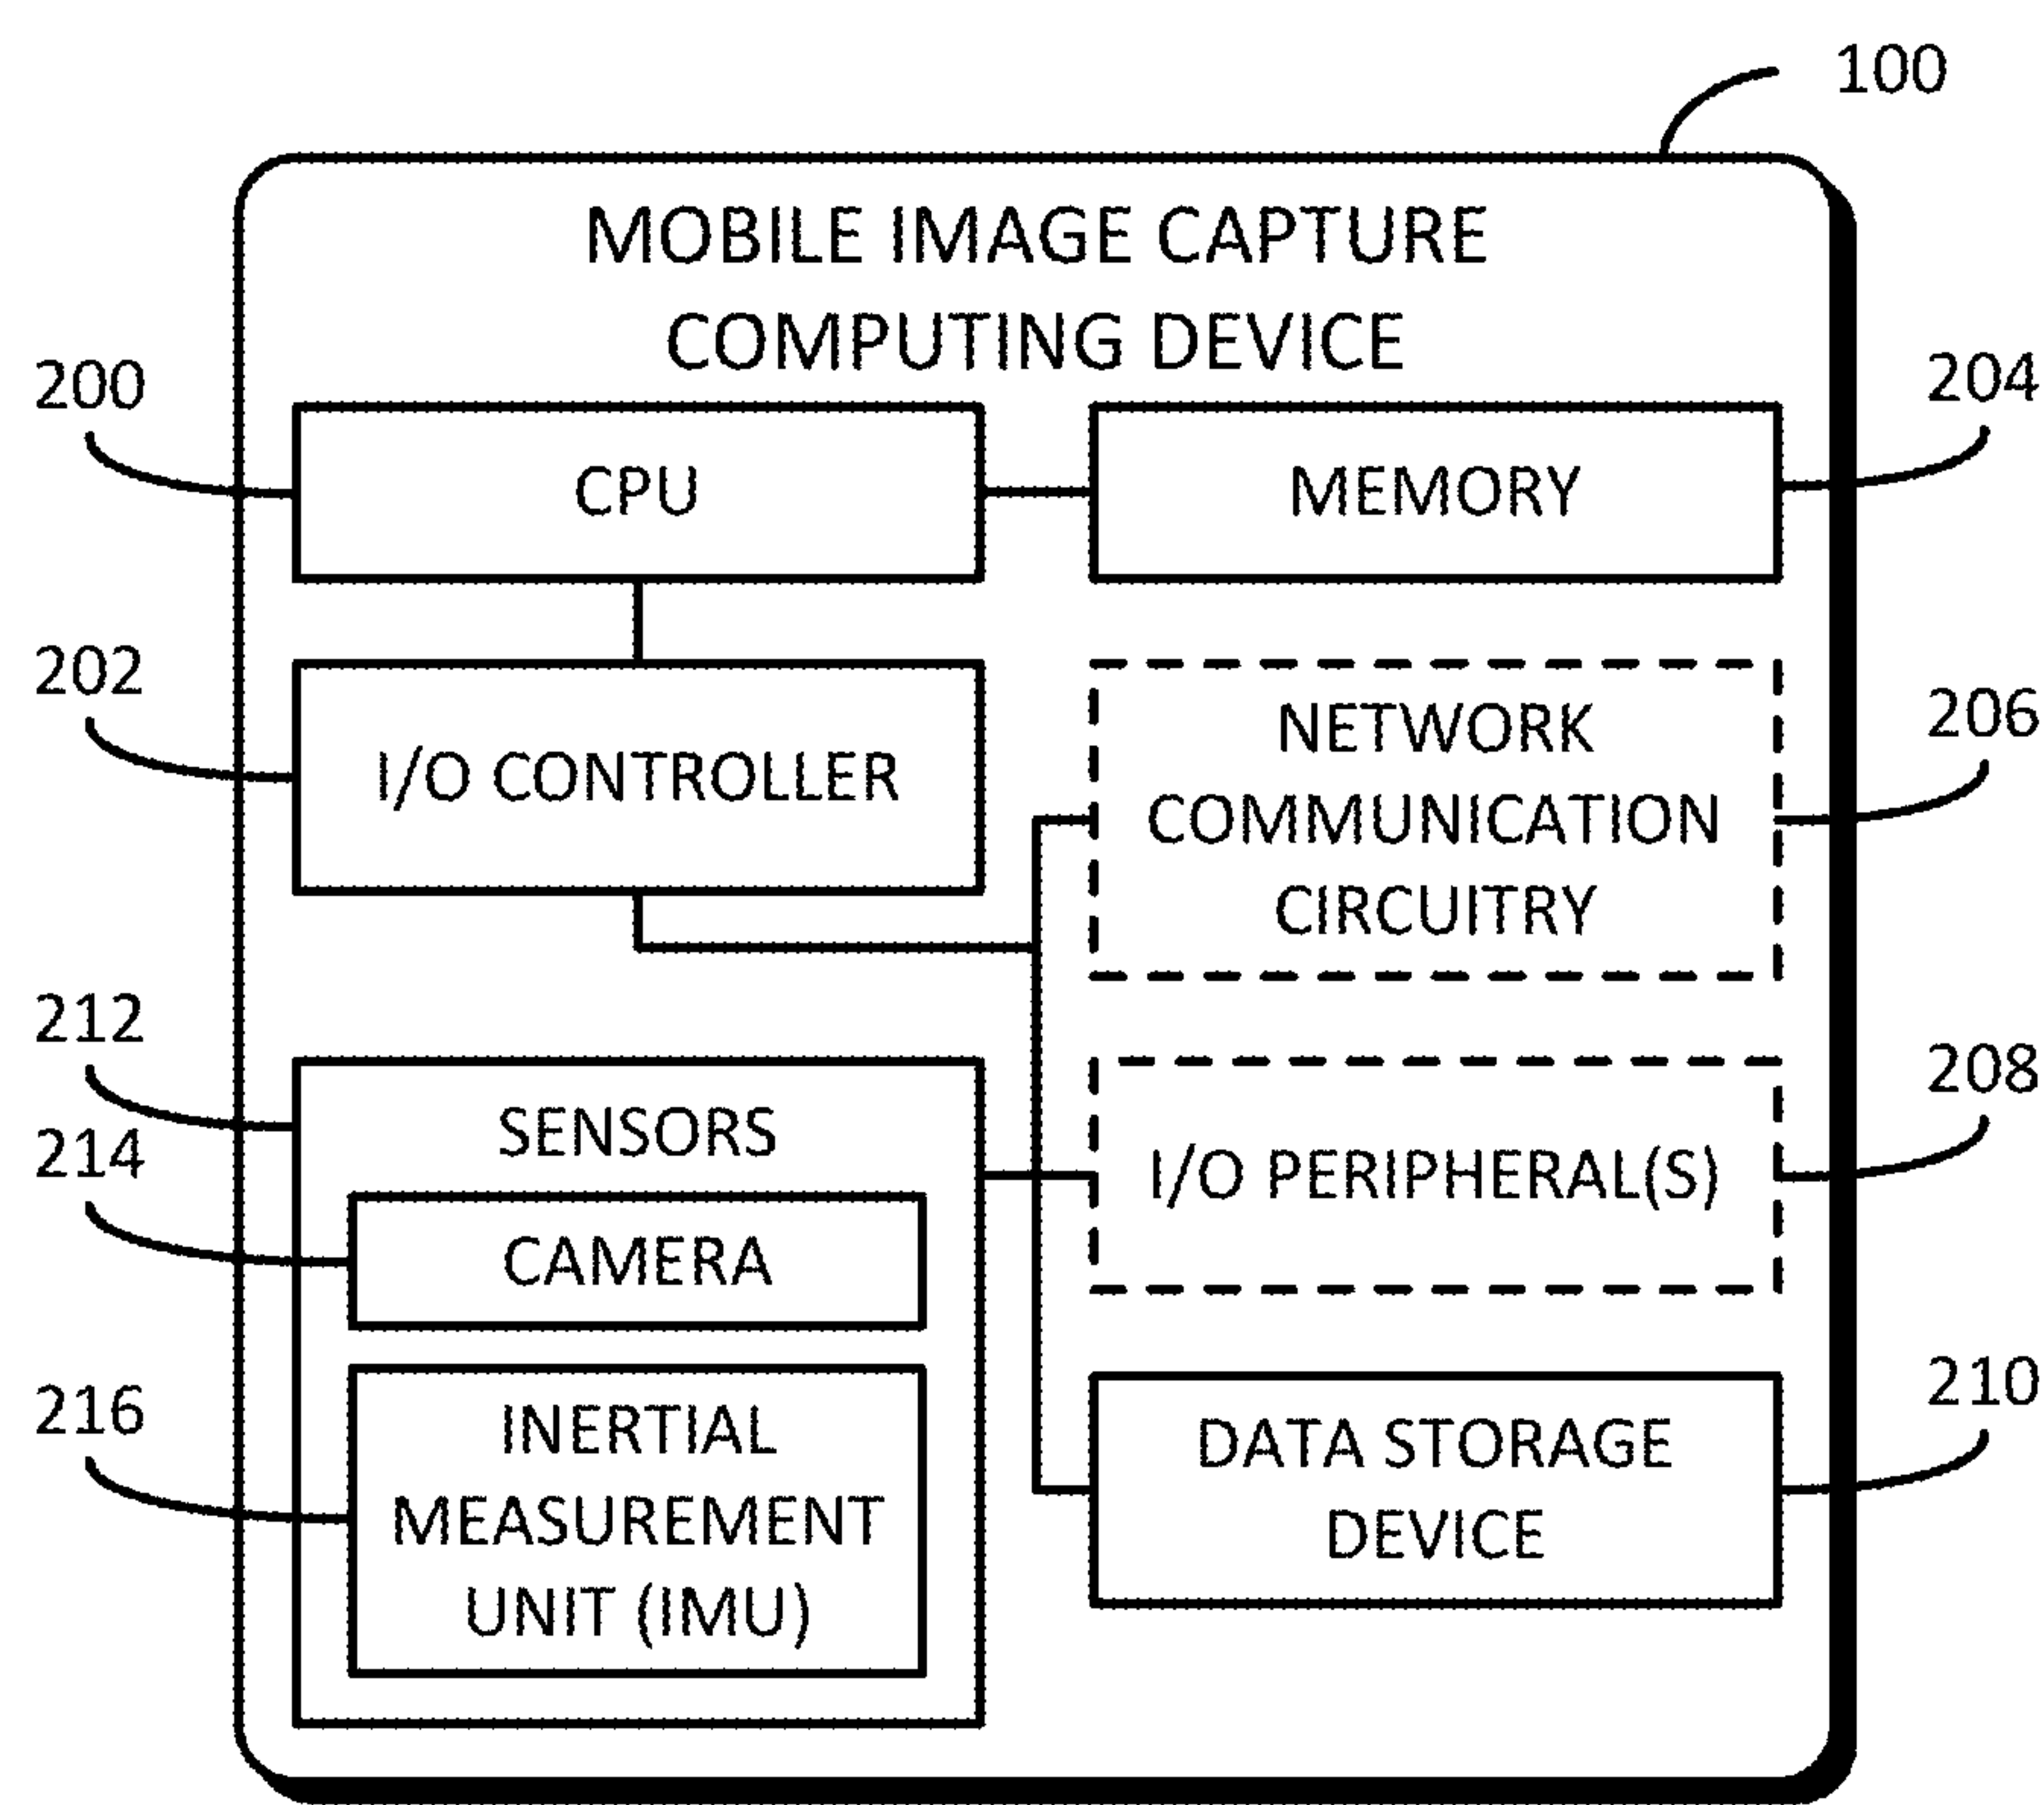 100
MOBILE IMAGE CAPTURE
COMPUTING DEVICE
200
204
CPU
MEMORY
202
206
I/O CONTROLLER
NETWORK
COMMUNICATION
CIRCUITRY
212
208
SENSORS
I/O PERIPHERAL(S)
214
CAMERA
216
210
INERTIAL
MEASUREMENT
UNIT (IMU)
DATA STORAGE
DEVICE